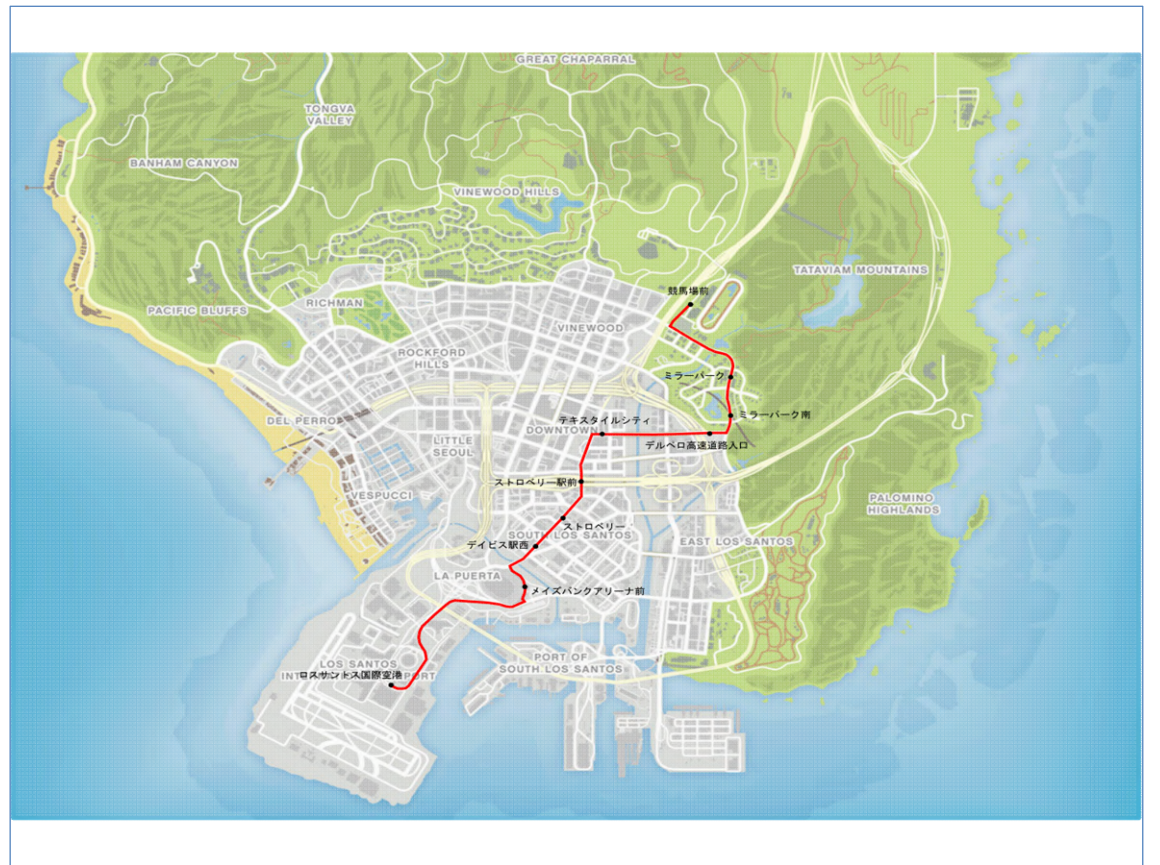 GREAT CHAPARRAL
TONGVA
VALLEY
BANHAM CANYON
VINEWOOD HILLS
TATAVIAM MOUNTAINS
競馬場前
RICHMAN
PACIFIC BLUFFS
VINEWOOD
ROCKFORD
HILLS
ミラーパーク
ミラーパーク南
テキスタイルシティ
DEL PERRO
DOWNTOWN
LITTLE
SEOUL
デルペロ高速道路入口
ストロベリー駅前
VESPUCCI
PALOMINO
HIGHLANDS
ストロベリー
SOUTH LOS SANTOS
EAST LOS SANTOS
デイビス駅西
LA PUERTA
メイズバンクアリーナ前
PORT OF
SOUTH LOS SANTOS
LOS SANTOS
ロスサントス国際空港